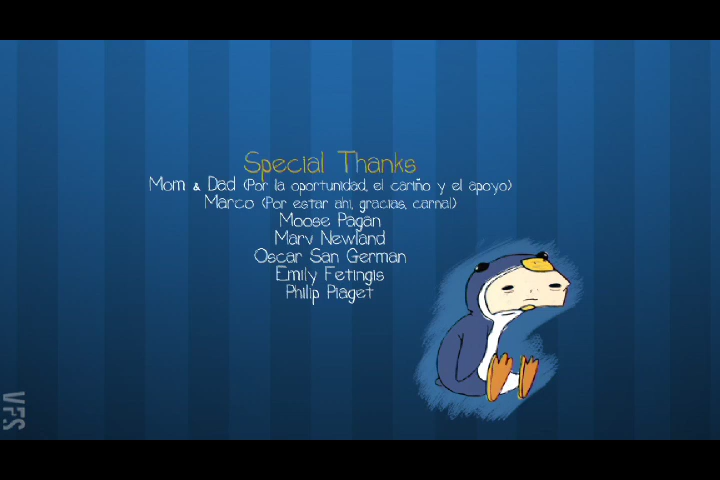 Special Thanks
Mom & Dad (Por la oportunidad, el cariño y el apoyo)
Marco (Por estar ahi, gracias, carnal)
Moose Pagan
Marv Newland
Oscar San German
Emily Fetingis
Philip Piaget
VFS